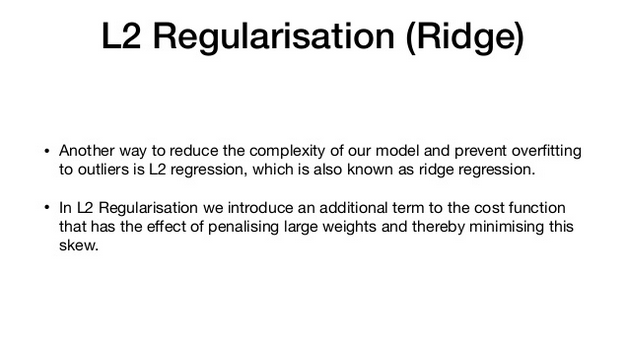 L2 Regularisation (Ridge)
• Another way to reduce the complexity of our model and prevent overfitting
to outliers is L2 regression, which is also known as ridge regression.
• In L2 Regularisation we introduce an additional term to the cost function
that has the effect of penalising large weights and thereby minimising this
skew.